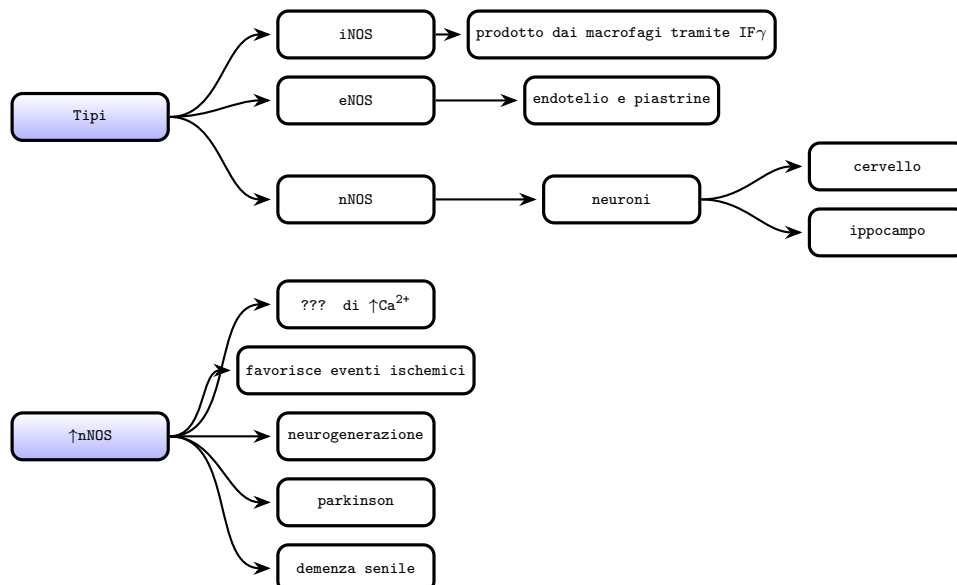 Tipi
iNOS
prodotto dai macrofagi tramite IFγ
eNOS
endotelio e piastrine
nNOS
neuroni
cervello
ippocampo
↑nNOS
??? di ↑Ca²⁺
favorisce eventi ischemici
neurogenerazione
parkinson
demenza senile